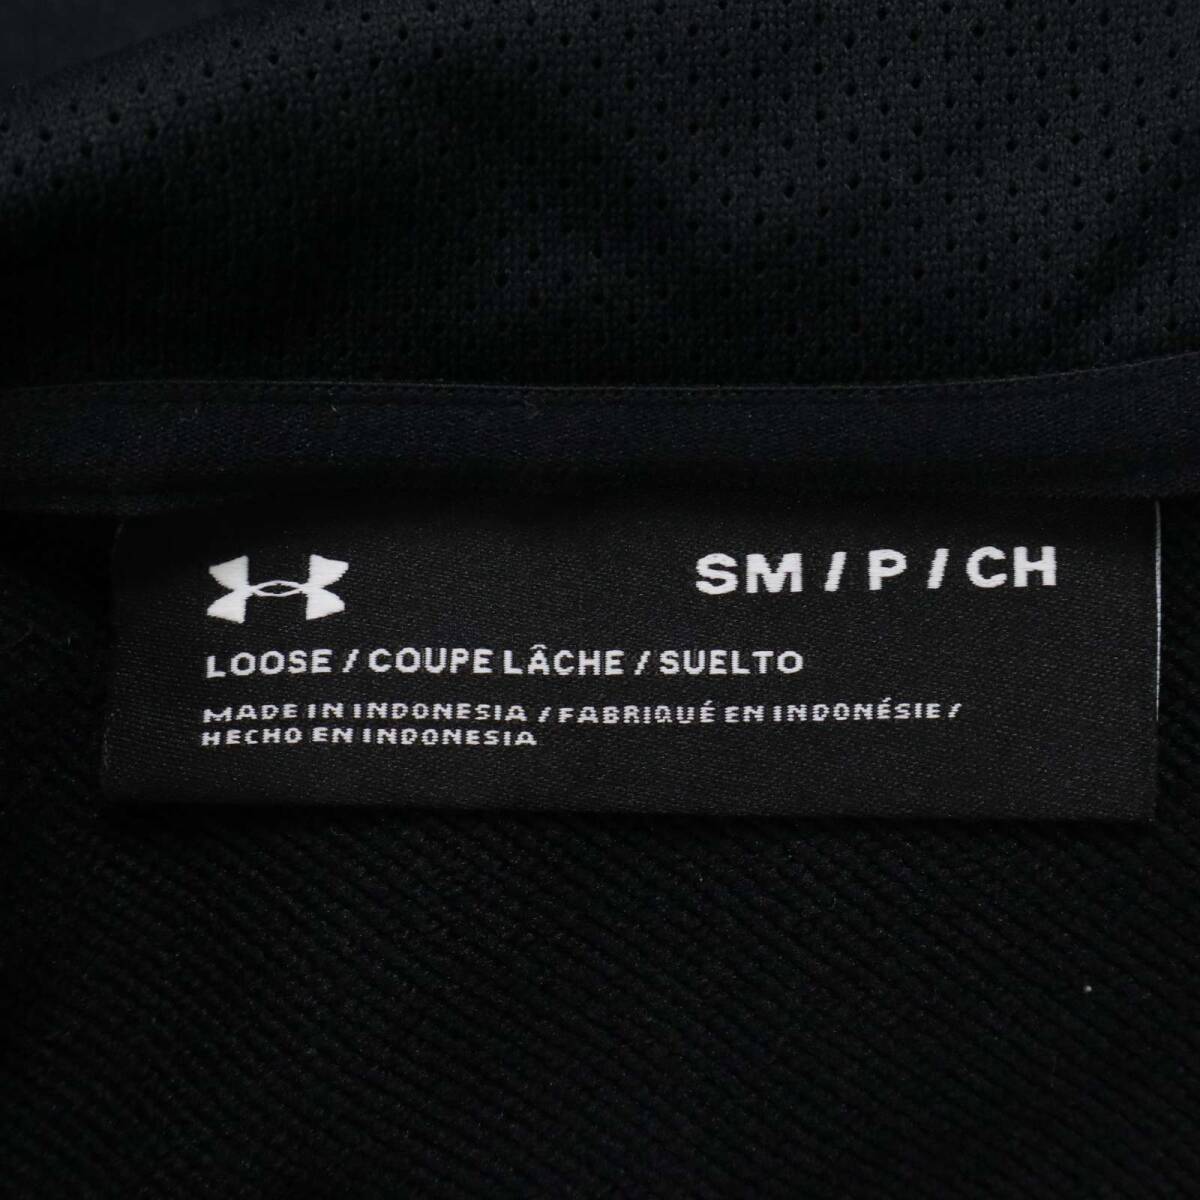 SM / P / CH
LOOSE / COUPE LÂCHE / SUELTO
MADE IN INDONESIA / FABRIQUÉ EN INDONÉSIE /
HECHO EN INDONESIA